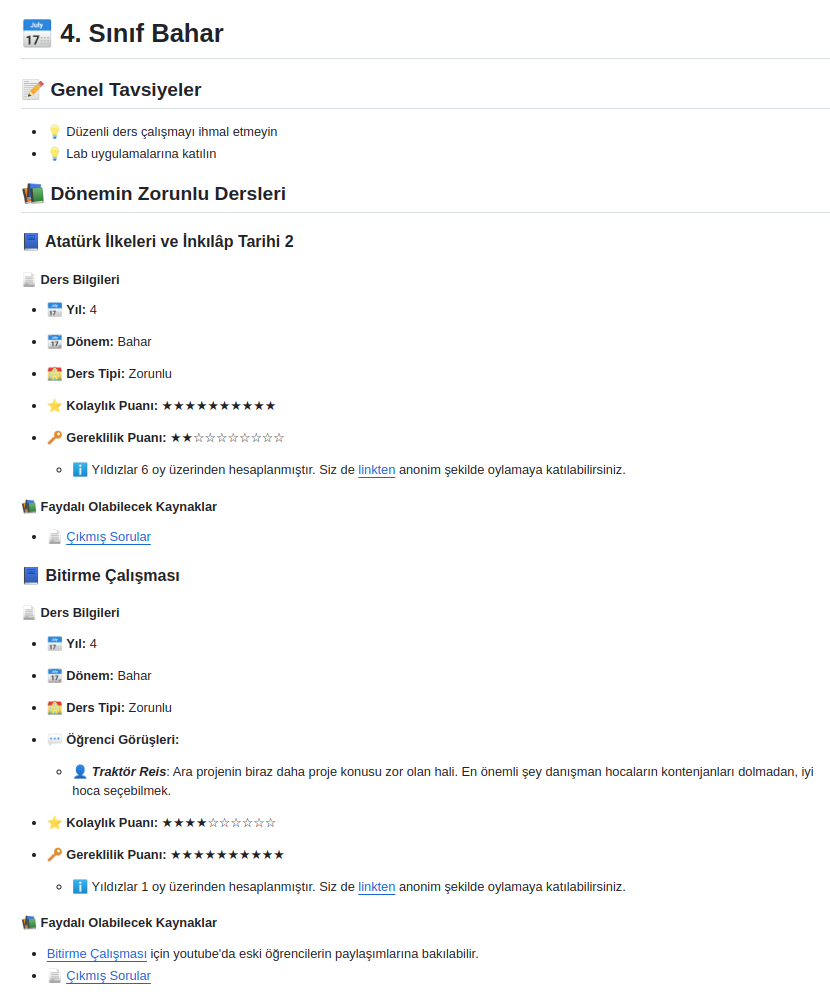 📅 4. Sınıf Bahar
📝 Genel Tavsiyeler
• 💡 Düzenli ders çalışmayı ihmal etmeyin
• 💡 Lab uygulamalarına katılın
📚 Dönemin Zorunlu Dersleri
📘 Atatürk İlkeleri ve İnkılâp Tarihi 2
📄 Ders Bilgileri
• 📅 Yıl: 4
• 📆 Dönem: Bahar
• 🏫 Ders Tipi: Zorunlu
• ⭐ Kolaylık Puanı: ★★★★★★★★★★
• 🔑 Gereklilik Puanı: ★★☆☆☆☆☆☆☆☆
◦ ℹ️ Yıldızlar 6 oy üzerinden hesaplanmıştır. Siz de linkten anonim şekilde oylamaya katılabilirsiniz.
📚 Faydalı Olabilecek Kaynaklar
• 📄 Çıkmış Sorular
📘 Bitirme Çalışması
📄 Ders Bilgileri
• 📅 Yıl: 4
• 📆 Dönem: Bahar
• 🏫 Ders Tipi: Zorunlu
• 💬 Öğrenci Görüşleri:
◦ 👤 Traktör Reis: Ara projenin biraz daha proje konusu zor olan hali. En önemli şey danışman hocaların kontenjanları dolmadan, iyi
hoca seçebilmek.
• ⭐ Kolaylık Puanı: ★★★★☆☆☆☆☆☆
• 🔑 Gereklilik Puanı: ★★★★★★★★★★
◦ ℹ️ Yıldızlar 1 oy üzerinden hesaplanmıştır. Siz de linkten anonim şekilde oylamaya katılabilirsiniz.
📚 Faydalı Olabilecek Kaynaklar
• Bitirme Çalışması için youtube'da eski öğrencilerin paylaşımlarına bakılabilir.
• 📄 Çıkmış Sorular